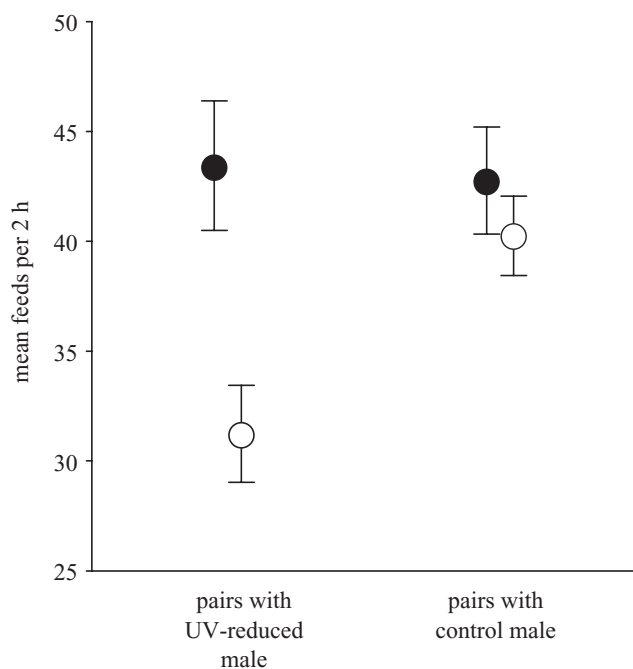 50
45
40
35
30
25
mean feeds per 2 h
pairs with
UV-reduced
male
pairs with
control male